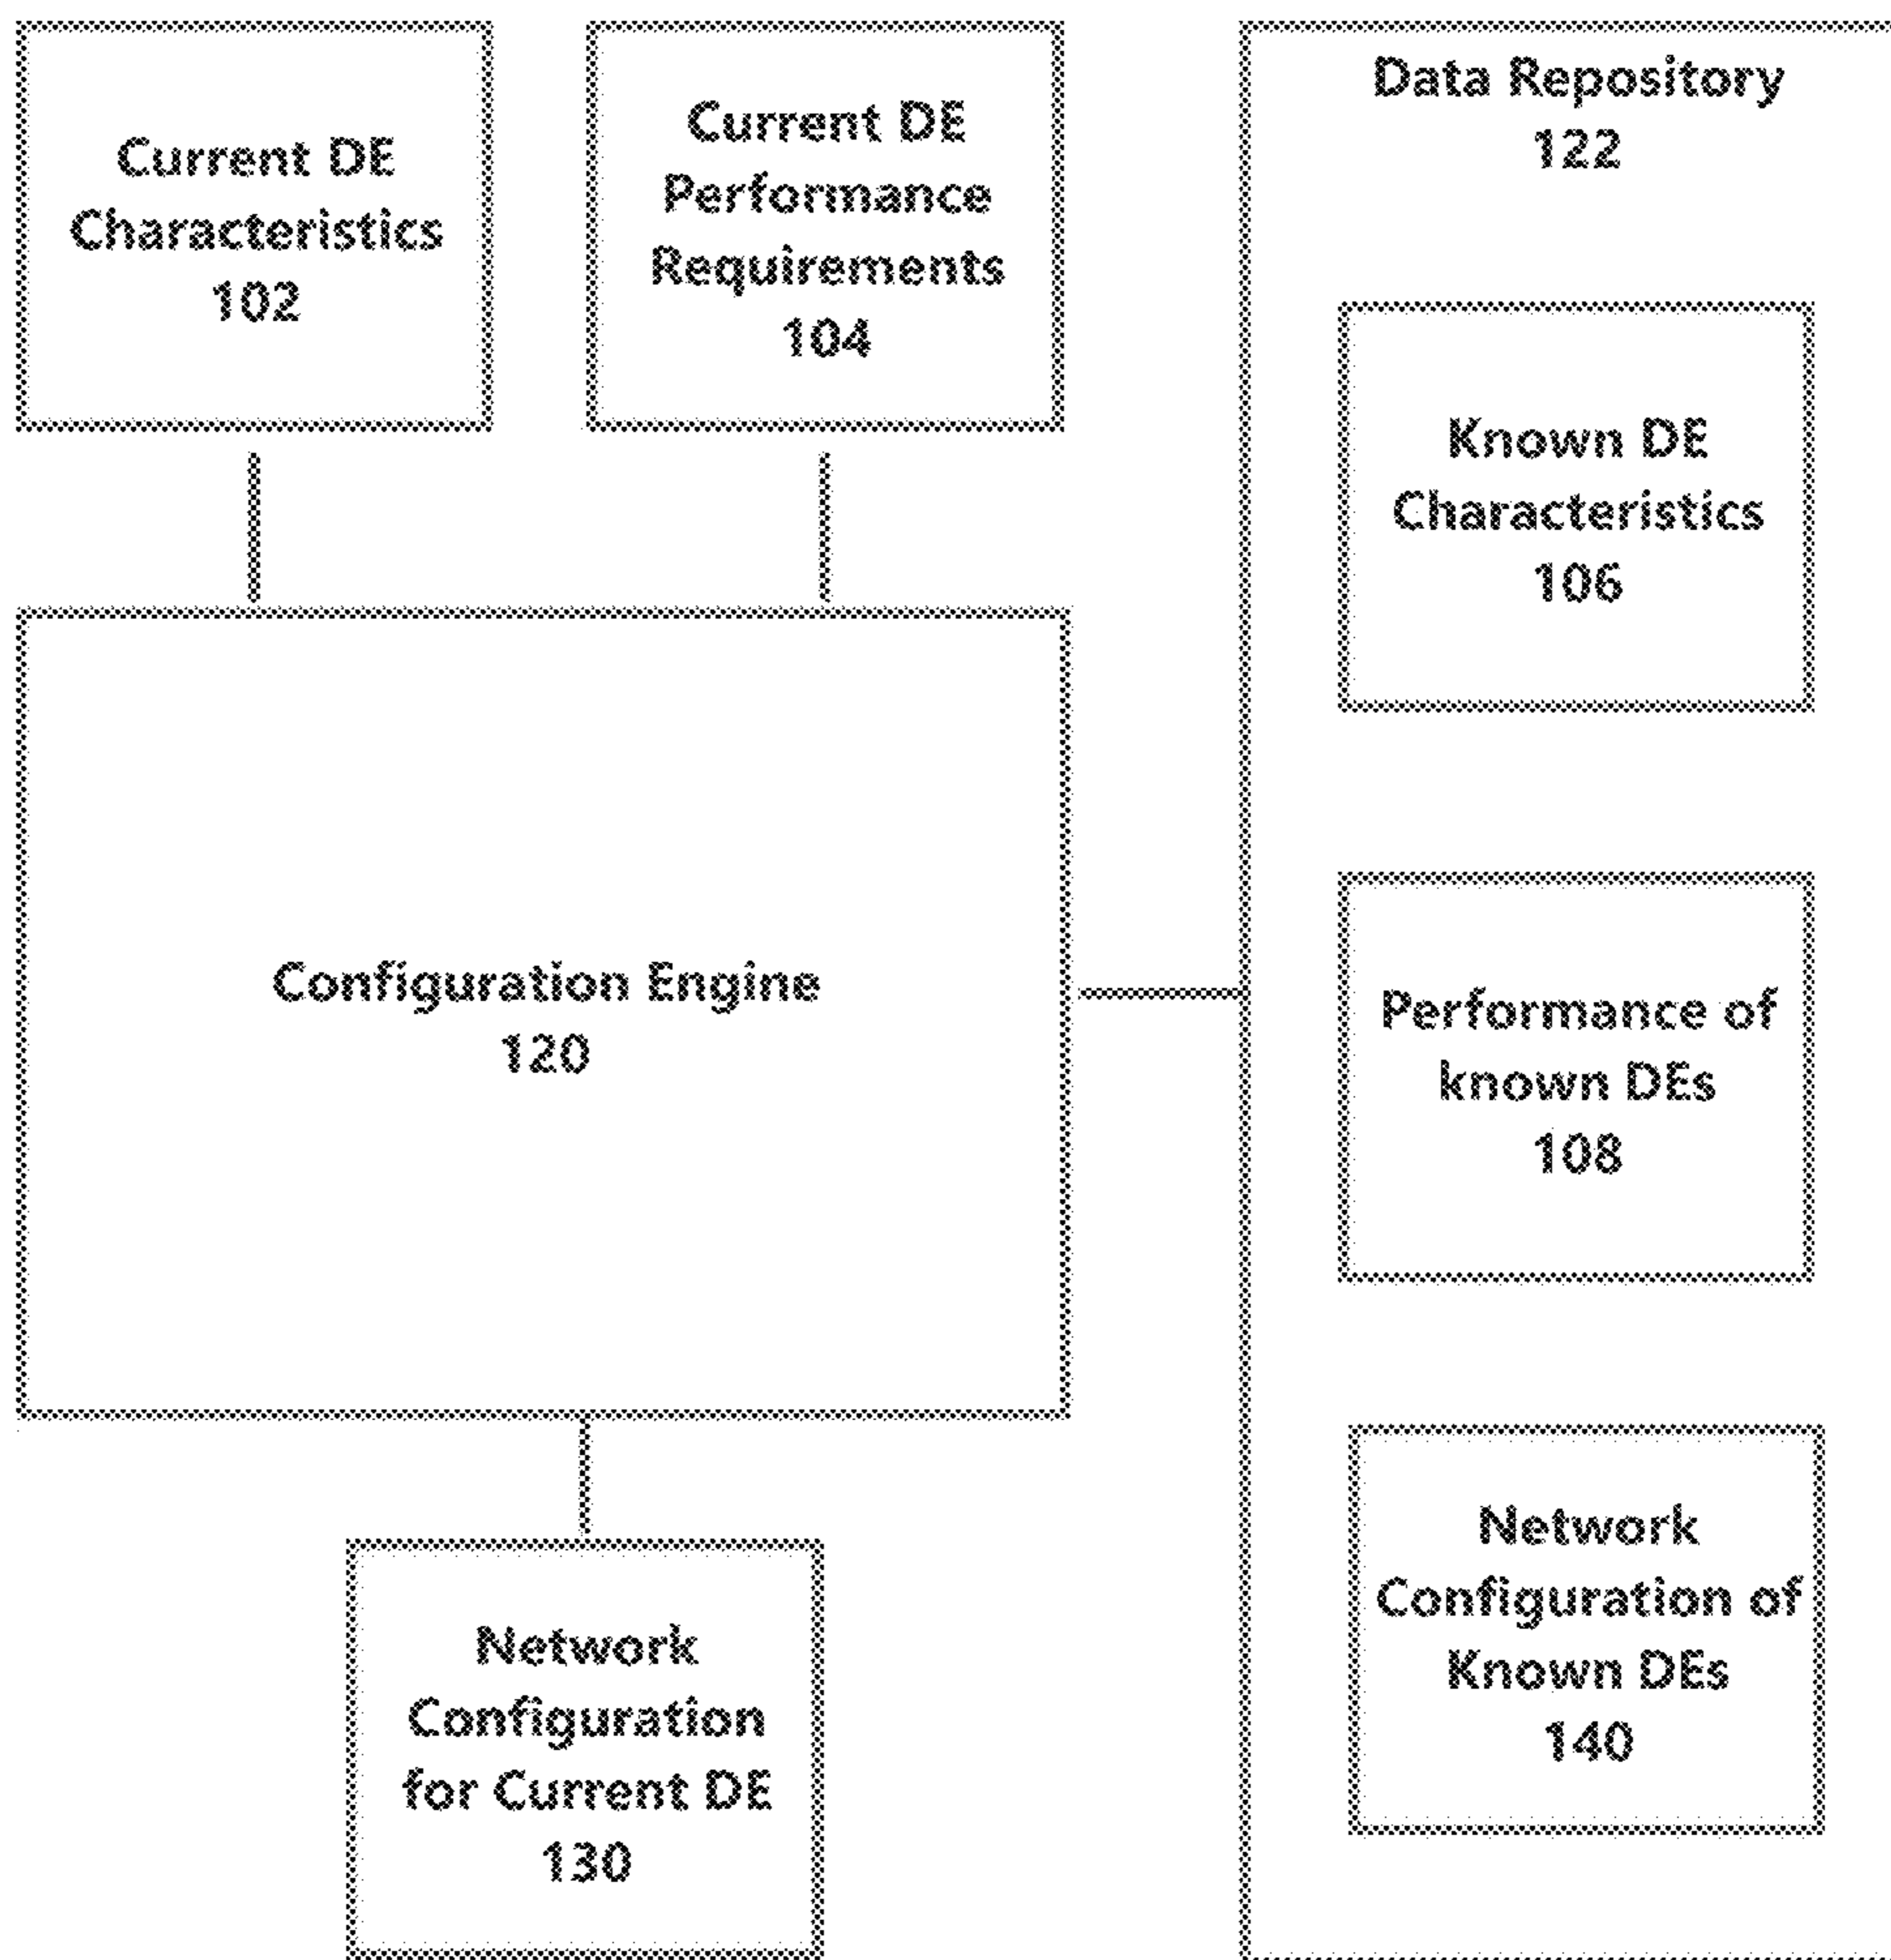 Current DE
Characteristics
102
Current DE
Performance
Requirements
104
Data Repository
122
Known DE
Characteristics
106
Configuration Engine
120
Performance of
known DEs
108
Network
Configuration of
Known DEs
140
Network
Configuration
for Current DE
130